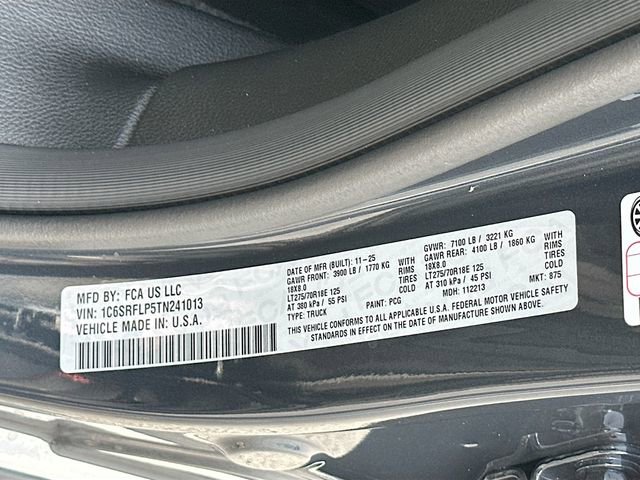 MFD BY: FCA US LLC
VIN: 1C6SRFLP5TN241013
VEHICLE MADE IN: U.S.A.
DATE OF MFR (BUILT): 11-25
GAWR FRONT: 3900 LB / 1770 KG WITH
18X8.0 RIMS
LT275/70R18E 125 TIRES
AT 380 kPa / 55 PSI COLD
TYPE: TRUCK
PAINT: PCG
GVWR: 7100 LB / 3221 KG
GAWR REAR: 4100 LB / 1860 KG WITH
18X8.0 RIMS
LT275/70R18E 125 TIRES
AT 310 kPa / 45 PSI COLD
MDH: 112213
MKT: 875
THIS VEHICLE CONFORMS TO ALL APPLICABLE U.S.A. FEDERAL MOTOR VEHICLE SAFETY
STANDARDS IN EFFECT ON THE DATE OF MANUFACTURE SHOWN ABOVE.